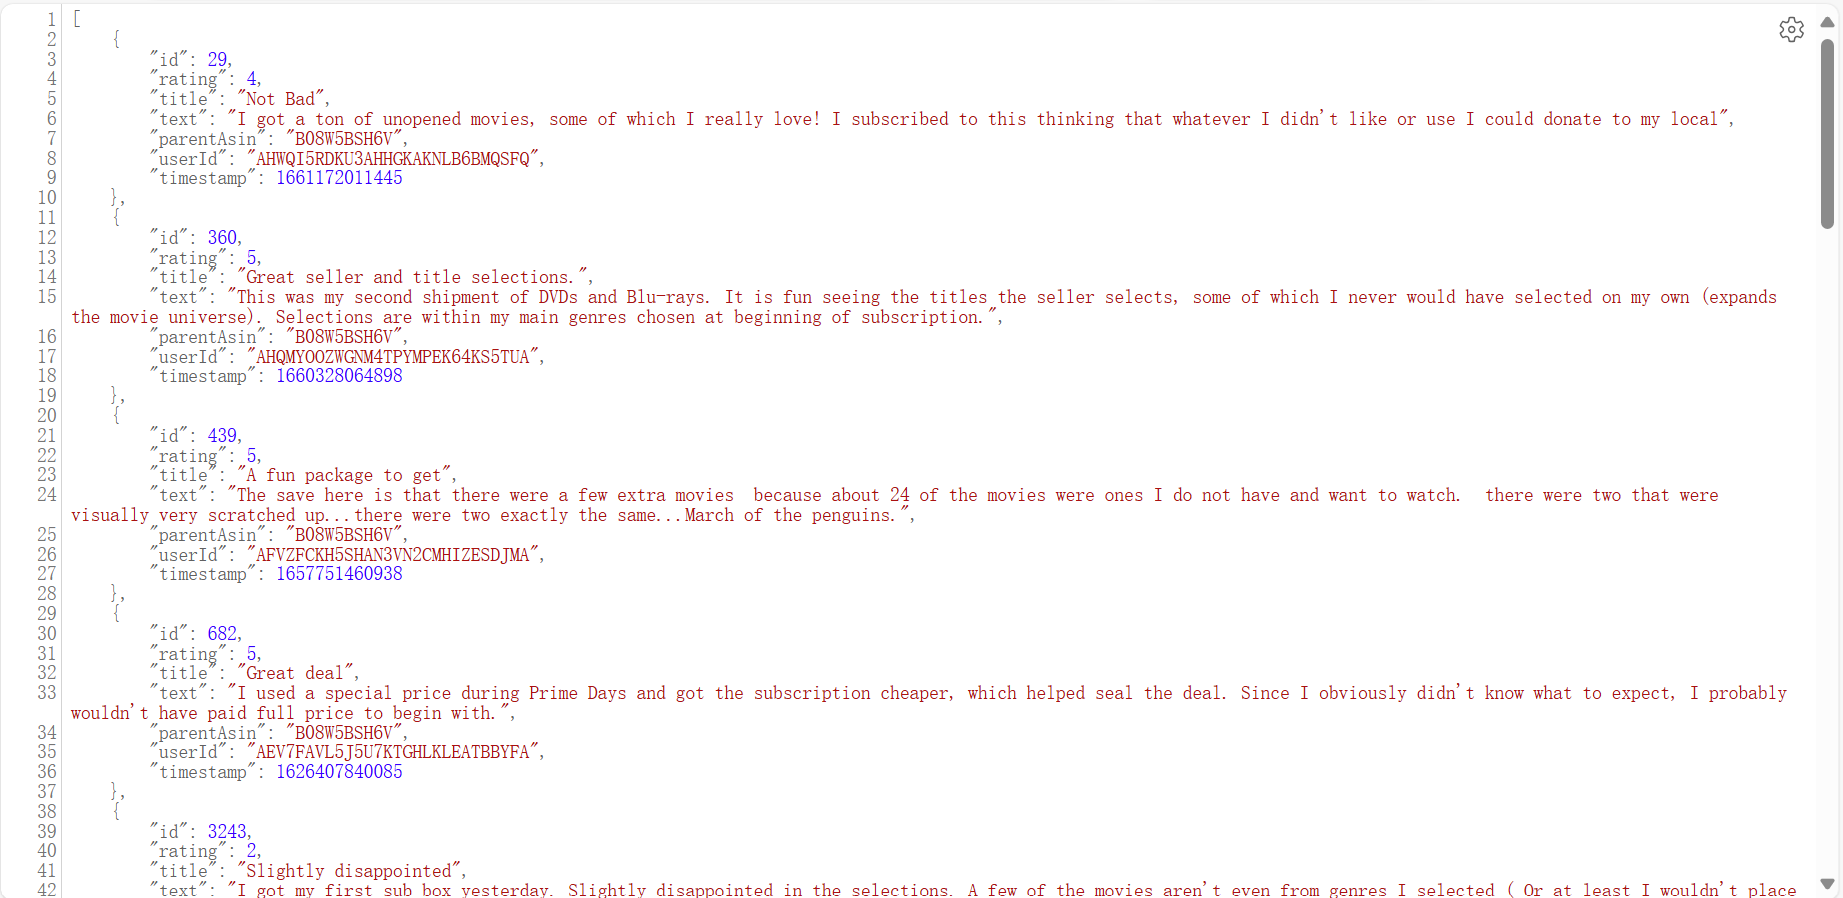 1 [
2     {
3         "id": 29,
4         "rating": 4,
5         "title": "Not Bad",
6         "text": "I got a ton of unopened movies, some of which I really love! I subscribed to this thinking that whatever I didn't like or use I could donate to my local",
7         "parentAsin": "B08W5BSH6V",
8         "userId": "AHWQI5RDKU3AHHGKAKNLB6BMQSFQ",
9         "timestamp": 1661172011445
10     },
11     {
12         "id": 360,
13         "rating": 5,
14         "title": "Great seller and title selections.",
15         "text": "This was my second shipment of DVDs and Blu-rays. It is fun seeing the titles the seller selects, some of which I never would have selected on my own (expands
the movie universe). Selections are within my main genres chosen at beginning of subscription.",
16         "parentAsin": "B08W5BSH6V",
17         "userId": "AHQMYOOZWGNM4TPYMPEK64KS5TUA",
18         "timestamp": 1660328064898
19     },
20     {
21         "id": 439,
22         "rating": 5,
23         "title": "A fun package to get",
24         "text": "The save here is that there were a few extra movies  because about 24 of the movies were ones I do not have and want to watch.  there were two that were
visually very scratched up...there were two exactly the same...March of the penguins.",
25         "parentAsin": "B08W5BSH6V",
26         "userId": "AFVZFCKH5SHAN3VN2CMHIZESDJMA",
27         "timestamp": 1657751460938
28     },
29     {
30         "id": 682,
31         "rating": 5,
32         "title": "Great deal",
33         "text": "I used a special price during Prime Days and got the subscription cheaper, which helped seal the deal. Since I obviously didn't know what to expect, I probably
wouldn't have paid full price to begin with.",
34         "parentAsin": "B08W5BSH6V",
35         "userId": "AEV7FAVL5J5U7KTGHLKLEATBBYFA",
36         "timestamp": 1626407840085
37     },
38     {
39         "id": 3243,
40         "rating": 2,
41         "title": "Slightly disappointed",
42         "text": "I got my first sub box yesterday. Slightly disappointed in the selections. A few of the movies aren't even from genres I selected ( Or at least I wouldn't place